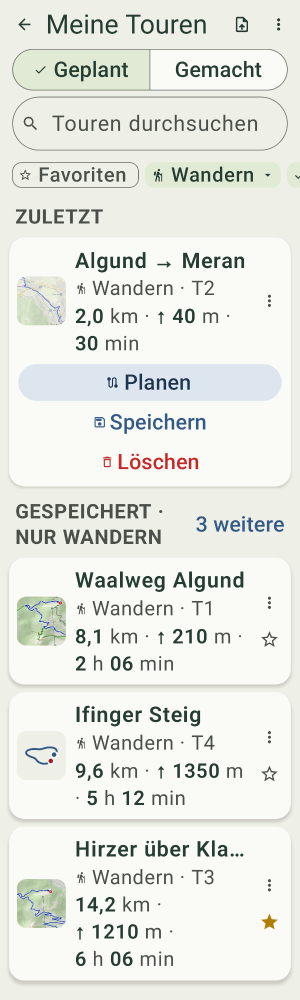 ← Meine Touren
Geplant Gemacht
Touren durchsuchen
Favoriten Wandern
ZULETZT
Algund → Meran
Wandern · T2
2,0 km · ↑ 40 m ·
30 min
Planen
Speichern
Löschen
GESPEICHERT ·
NUR WANDERN
3 weitere
Waalweg Algund
Wandern · T1
8,1 km · ↑ 210 m ·
2 h 06 min
Ifinger Steig
Wandern · T4
9,6 km · ↑ 1350 m
· 5 h 12 min
Hirzer über Kla…
Wandern · T3
14,2 km ·
↑ 1210 m ·
6 h 06 min